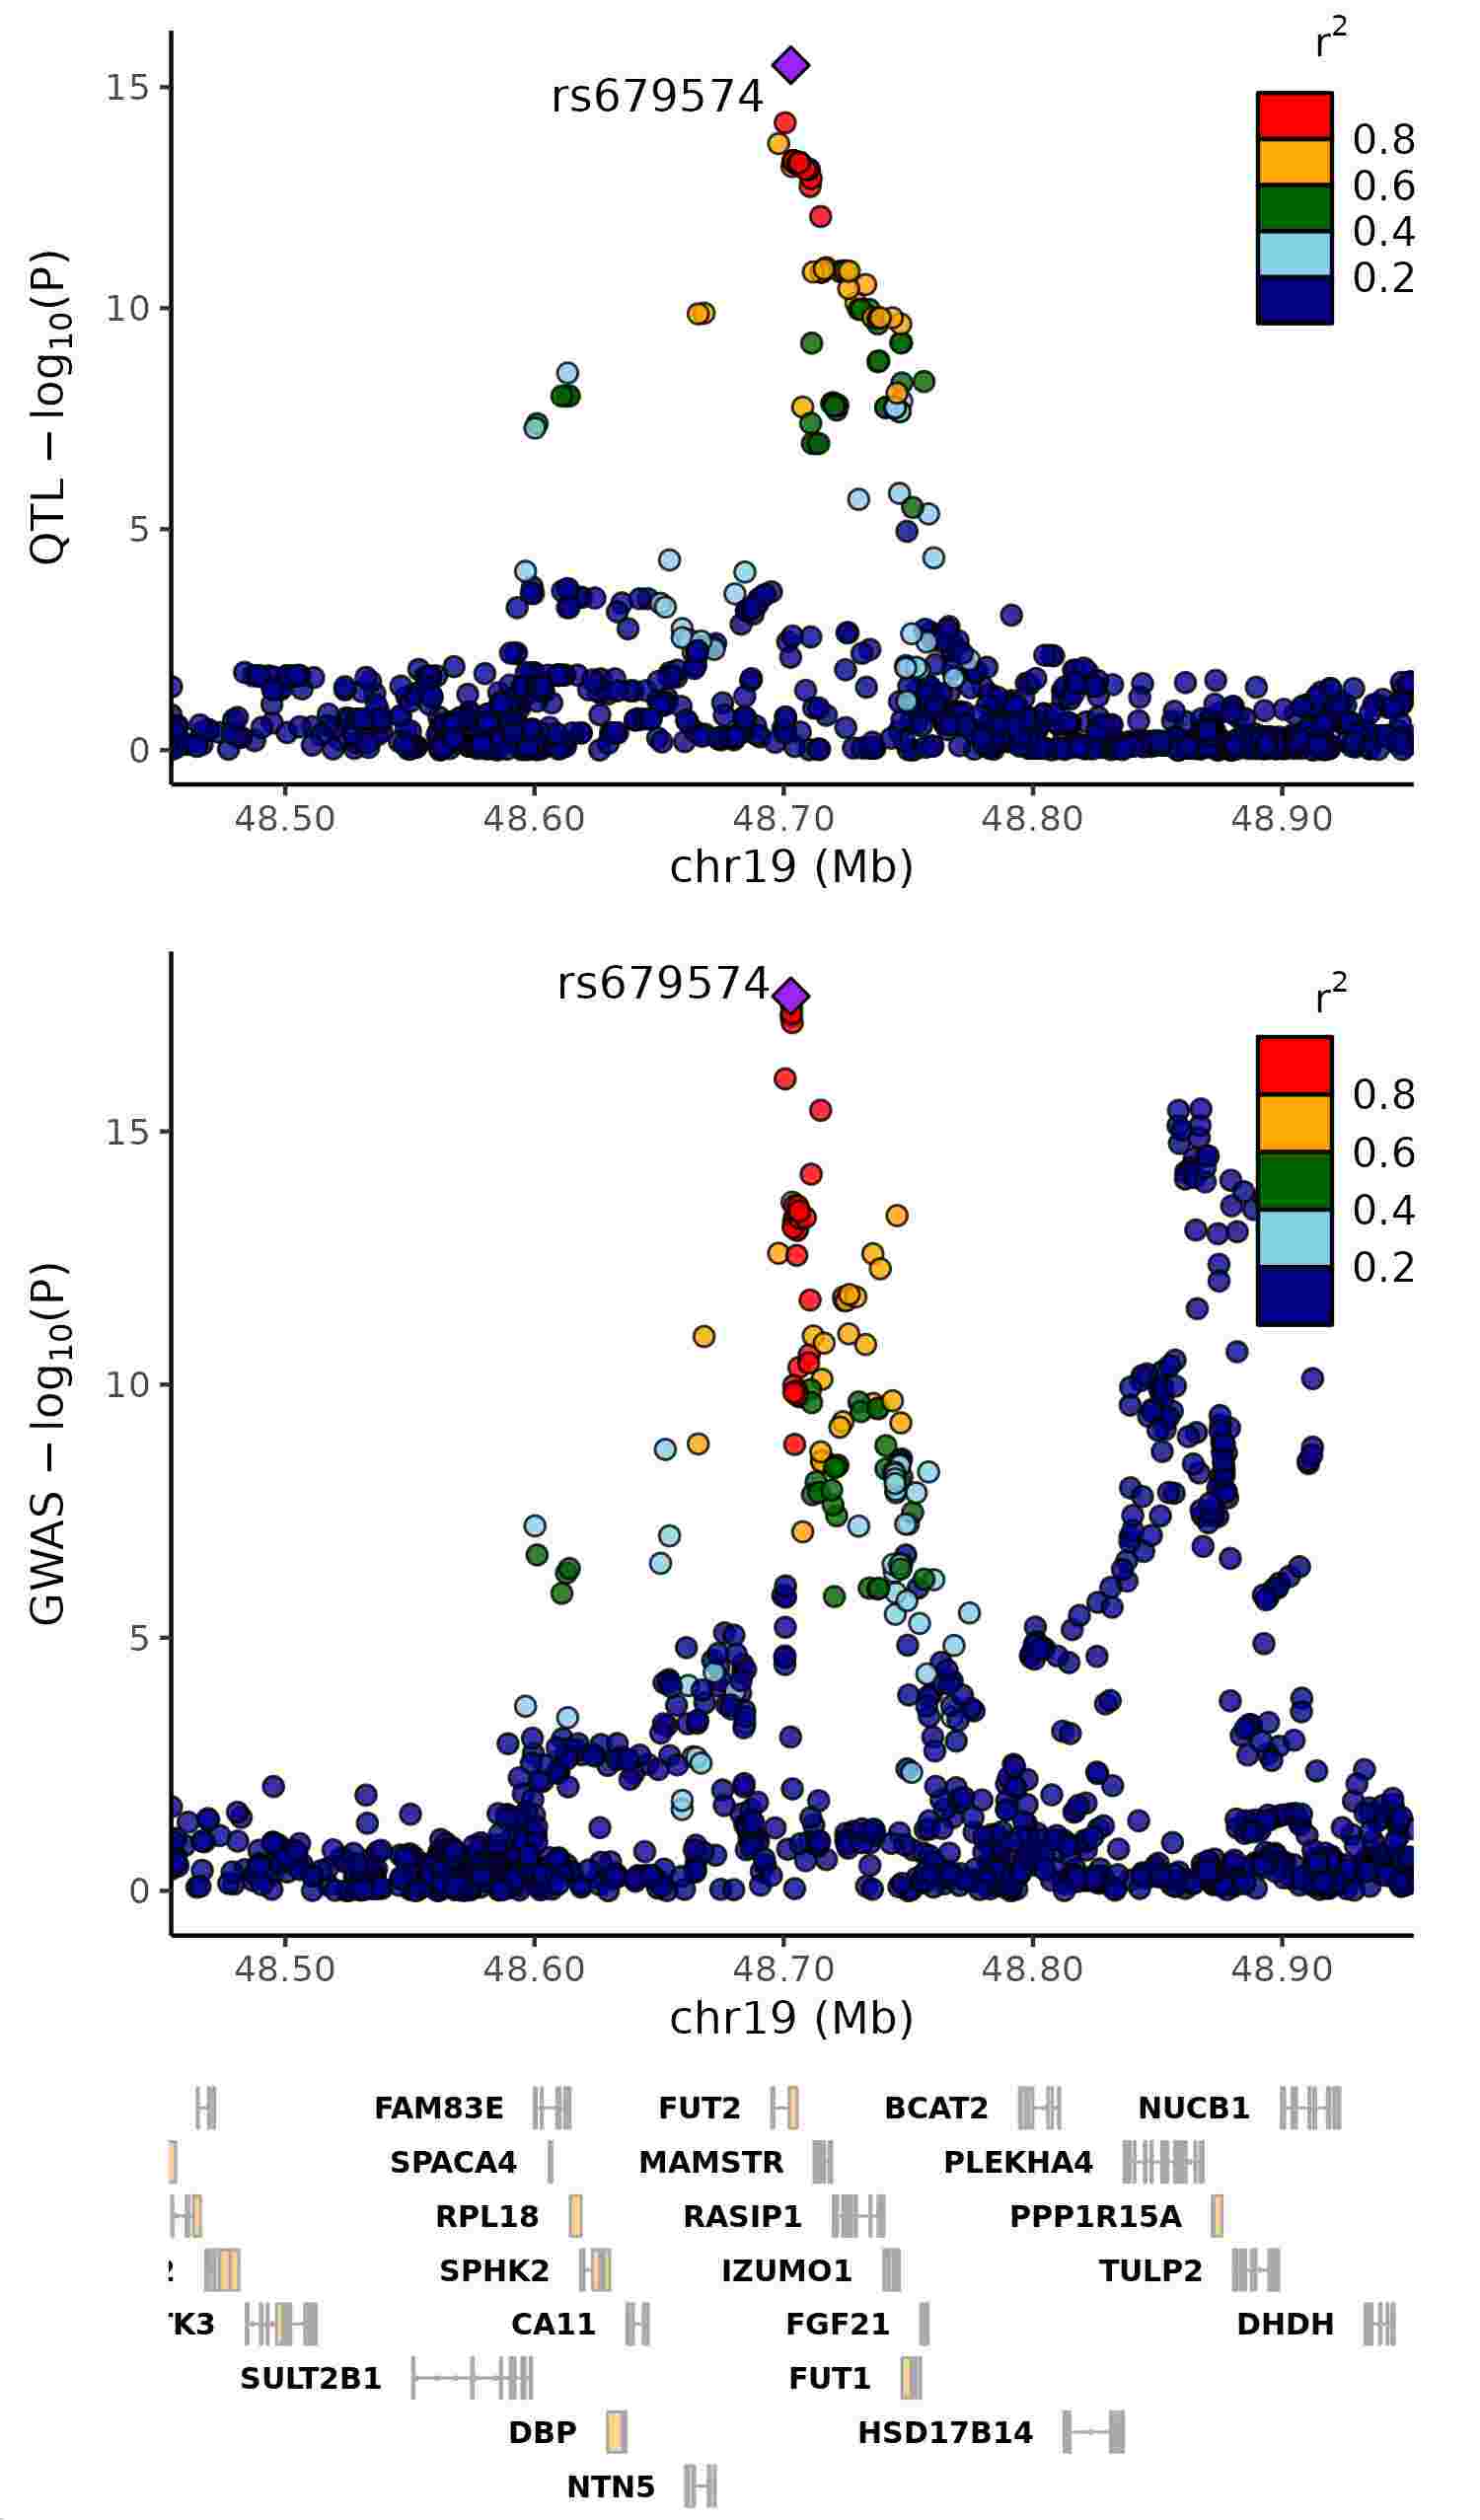 r2
15
rs679574
0.8
0.6
0.4
0.2
10
5
0
QTL −log10(P)
48.50 48.60 48.70 48.80 48.90
chr19 (Mb)
rs679574
r2
15
0.8
0.6
0.4
0.2
10
5
0
GWAS −log10(P)
48.50 48.60 48.70 48.80 48.90
chr19 (Mb)
FAM83E FUT2 BCAT2 NUCB1
SPACA4 MAMSTR PLEKHA4
RPL18 RASIP1 PPP1R15A
SPHK2 IZUMO1 TULP2
K3 CA11 FGF21 DHDH
SULT2B1 FUT1
DBP HSD17B14
NTN5